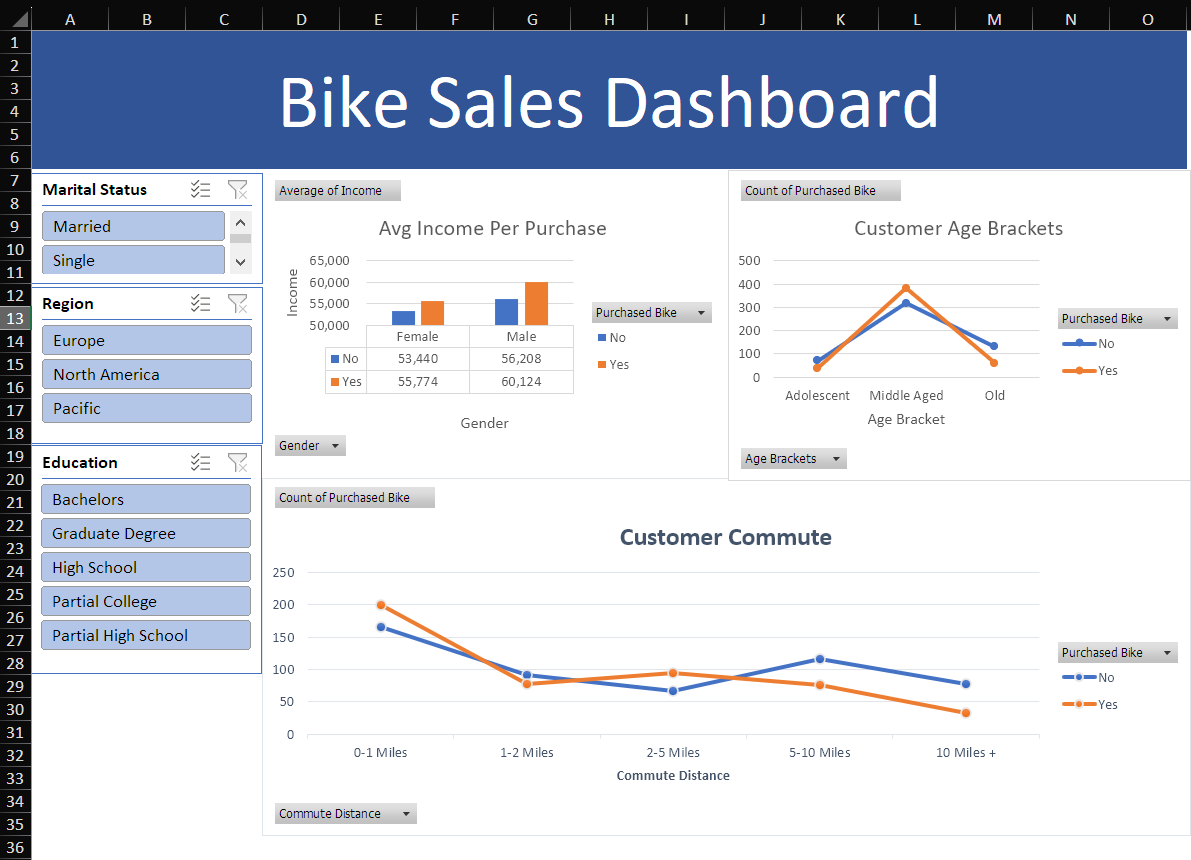 A B C D E F G H I J K L M N O
1
2
3
4
5
6
7
8
9
10
11
12
13
14
15
16
17
18
19
20
21
22
23
24
25
26
27
28
29
30
31
32
33
34
35
36
Bike Sales Dashboard
Marital Status
Married
Single
Region
Europe
North America
Pacific
Education
Bachelors
Graduate Degree
High School
Partial College
Partial High School
Average of Income
Avg Income Per Purchase
65,000
60,000
55,000
50,000
Income
Female Male
No 53,440 56,208
Yes 55,774 60,124
Gender
Purchased Bike
No
Yes
Gender
Count of Purchased Bike
Customer Age Brackets
500
400
300
200
100
0
Adolescent Middle Aged Old
Age Bracket
Purchased Bike
No
Yes
Age Brackets
Count of Purchased Bike
Customer Commute
250
200
150
100
50
0
0-1 Miles 1-2 Miles 2-5 Miles 5-10 Miles 10 Miles +
Commute Distance
Purchased Bike
No
Yes
Commute Distance